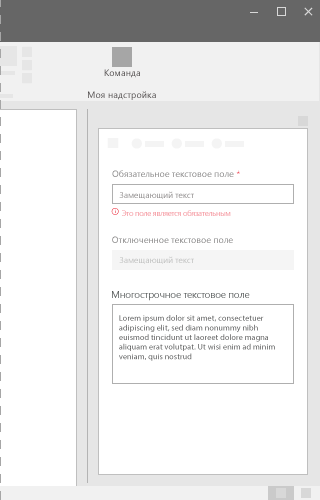 Команда
Моя надстройка
Обязательное текстовое поле *
Замещающий текст
Это поле является обязательным
Отключенное текстовое поле
Замещающий текст
Многострочное текстовое поле
Lorem ipsum dolor sit amet, consectetuer
adipiscing elit, sed diam nonummy nibh
euismod tincidunt ut laoreet dolore magna
aliquam erat volutpat. Ut wisi enim ad minim
veniam, quis nostrud